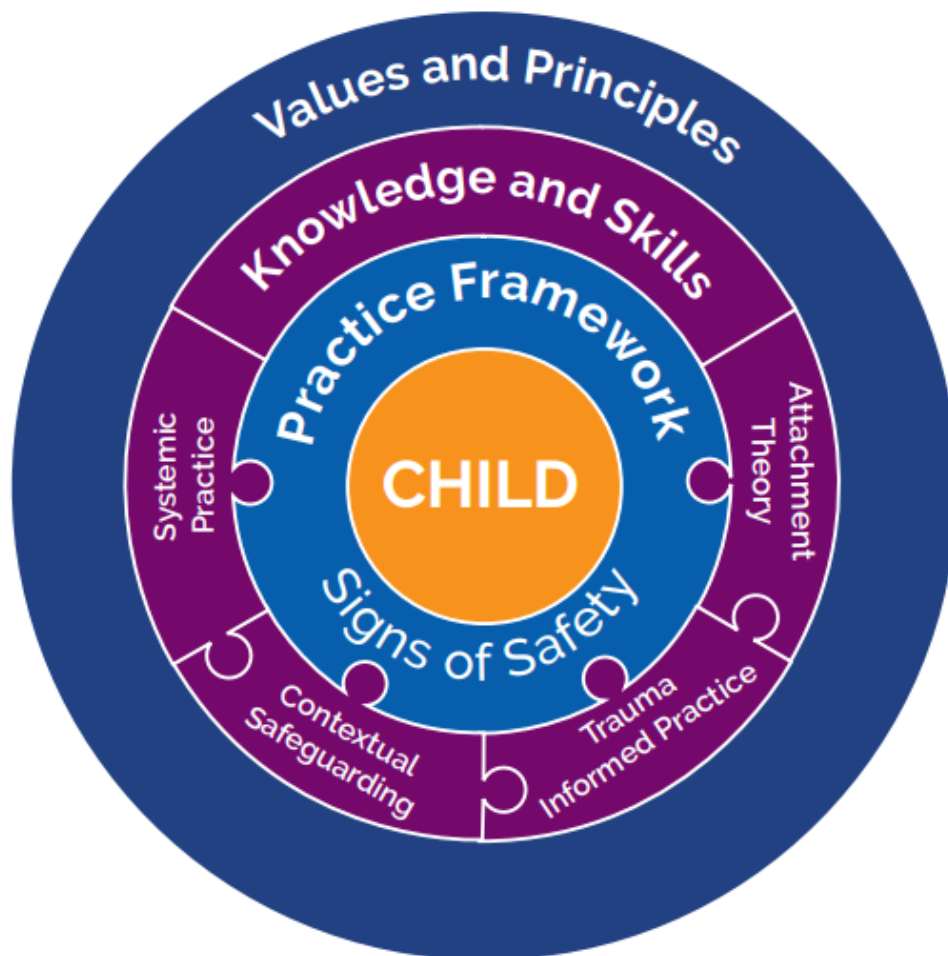 Values and Principles
Knowledge and Skills
Practice Framework
CHILD
Signs of Safety
Systemic
Practice
Contextual
Safeguarding
Trauma
Informed Practice
Attachment
Theory